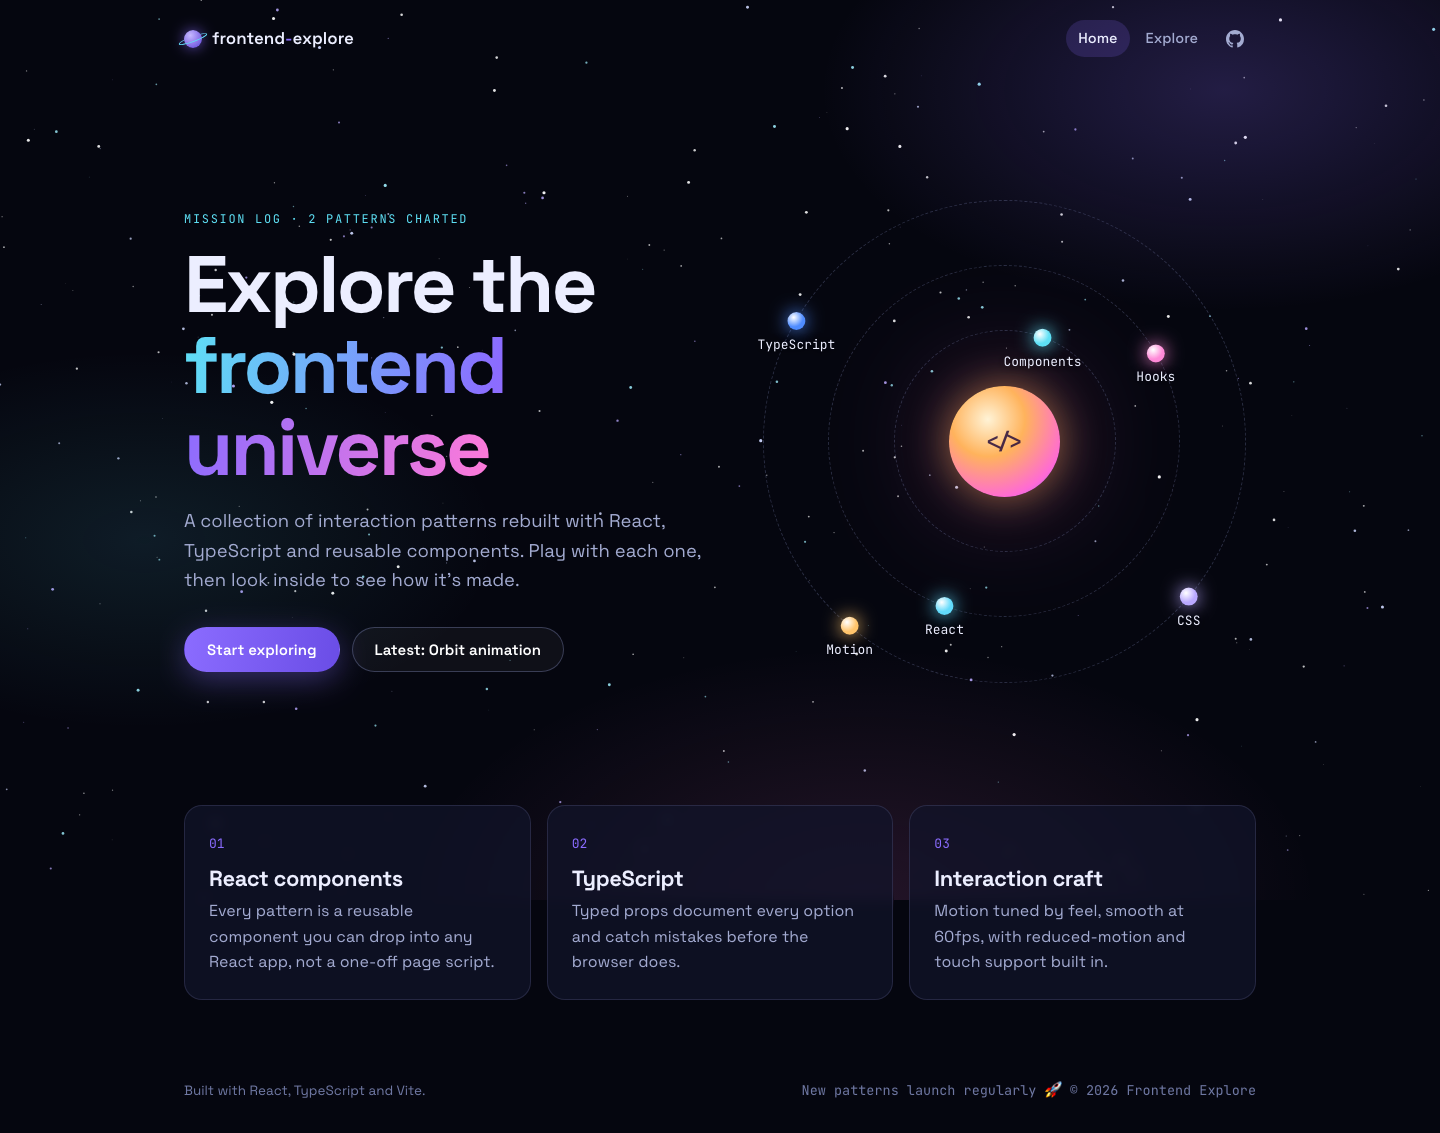 frontend-explore
Home
Explore
MISSION LOG · 2 PATTERNS CHARTED
Explore the
frontend
universe
A collection of interaction patterns rebuilt with React,
TypeScript and reusable components. Play with each one,
then look inside to see how it's made.
Start exploring
Latest: Orbit animation
TypeScript
Components
Hooks
</>
CSS
React
Motion
01
React components
Every pattern is a reusable
component you can drop into any
React app, not a one-off page script.
02
TypeScript
Typed props document every option
and catch mistakes before the
browser does.
03
Interaction craft
Motion tuned by feel, smooth at
60fps, with reduced-motion and
touch support built in.
Built with React, TypeScript and Vite.
New patterns launch regularly 🚀 © 2026 Frontend Explore